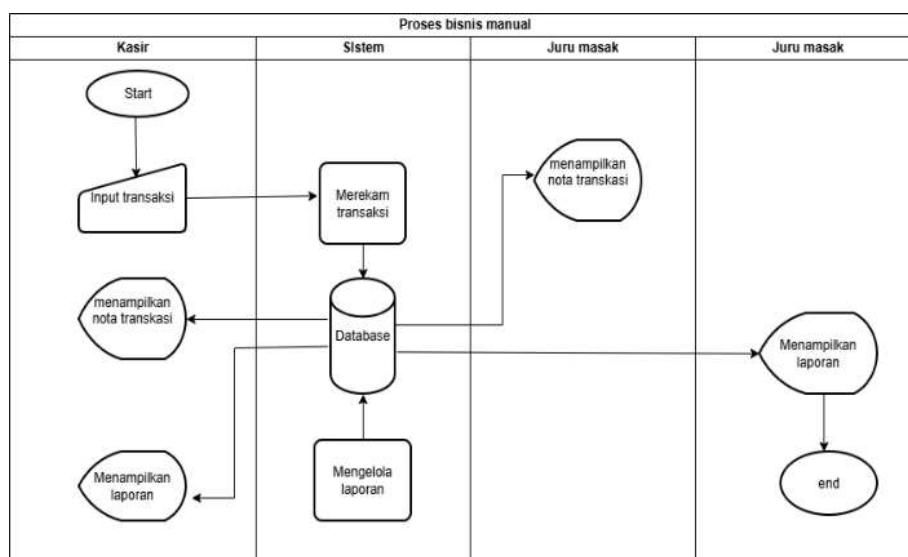 Proses bisnis manual
Kasir
SIstem
Juru masak
Juru masak
Start
Input transaksi
Merekam
transaksi
menampilkan
nota transkasi
menampilkan
nota transkasi
Database
Menampilkan
laporan
Menampilkan
laporan
Mengelola
laporan
end